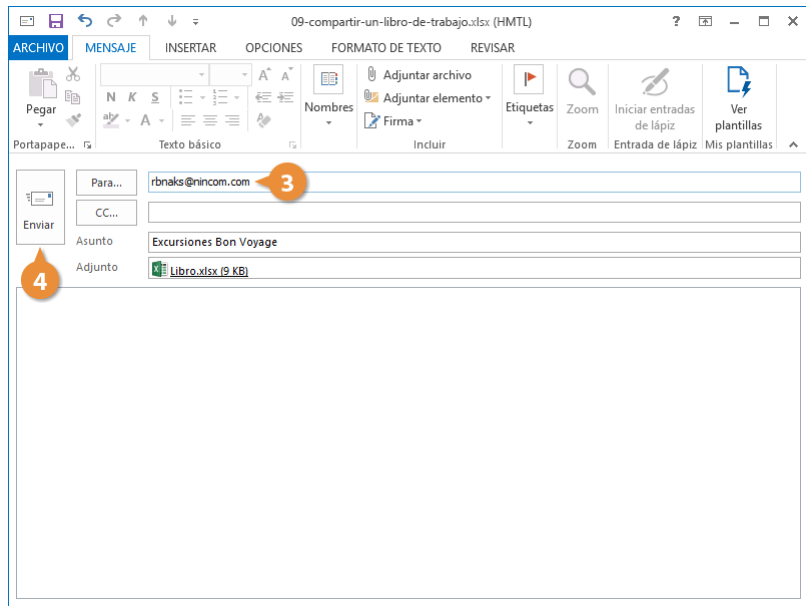 09-compartir-un-libro-de-trabajo.xlsx (HMTL)
?
ARCHIVO MENSAJE INSERTAR OPCIONES FORMATO DE TEXTO REVISAR
Pegar
Portapape...
N K S
aby A
A A
Texto básico
Nombres
Adjuntar archivo
Adjuntar elemento
Firma
Incluir
Etiquetas
Zoom
Zoom
Iniciar entradas
de lápiz
Entrada de lápiz
Ver
plantillas
Mis plantillas
Enviar
4
Para... rbnaks@nincom.com 3
CC...
Asunto Excursiones Bon Voyage
Adjunto Libro.xlsx (9 KB)